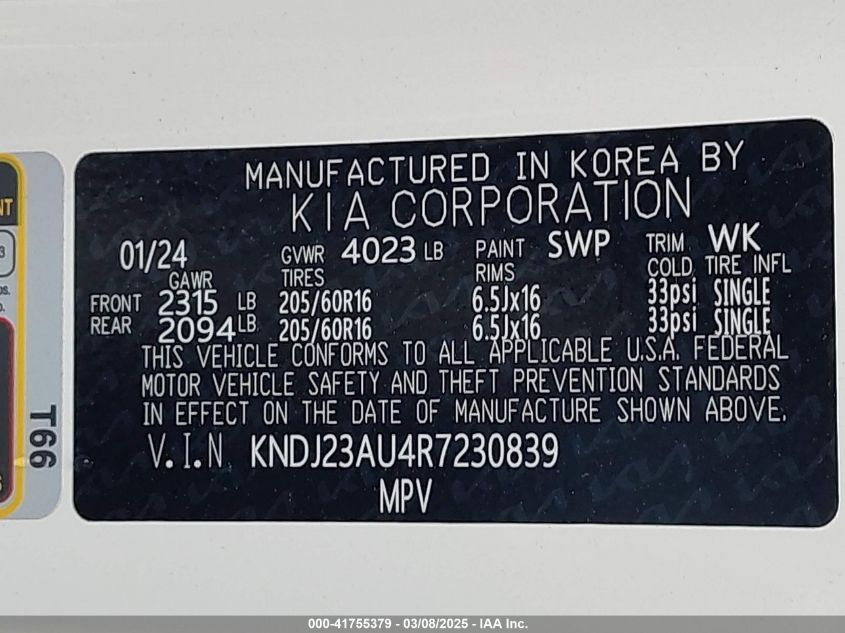 MANUFACTURED IN KOREA BY
KIA CORPORATION
01/24 GVWR 4023 LB PAINT SWP TRIM WK
GAWR TIRES RIMS COLD TIRE INFL
FRONT 2315 LB 205/60R16 6.5Jx16 33psi SINGLE
REAR 2094 LB 205/60R16 6.5Jx16 33psi SINGLE
THIS VEHICLE CONFORMS TO ALL APPLICABLE U.S.A. FEDERAL
MOTOR VEHICLE SAFETY AND THEFT PREVENTION STANDARDS
IN EFFECT ON THE DATE OF MANUFACTURE SHOWN ABOVE.
V.I.N KNDJ23AU4R7230839
MPV
T66
000-41755379 - 03/08/2025 - IAA Inc.